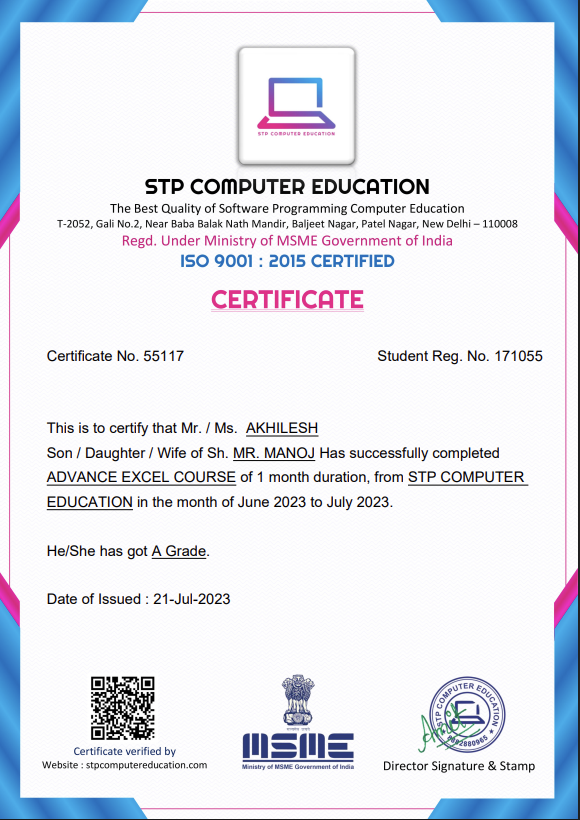 STP COMPUTER EDUCATION
STP COMPUTER EDUCATION
The Best Quality of Software Programming Computer Education
T-2052, Gali No.2, Near Baba Balak Nath Mandir, Baljeet Nagar, Patel Nagar, New Delhi – 110008
Regd. Under Ministry of MSME Government of India
ISO 9001 : 2015 CERTIFIED
CERTIFICATE
Certificate No. 55117 Student Reg. No. 171055
This is to certify that Mr. / Ms. AKHILESH
Son / Daughter / Wife of Sh. MR. MANOJ Has successfully completed
ADVANCE EXCEL COURSE of 1 month duration, from STP COMPUTER
EDUCATION in the month of June 2023 to July 2023.
He/She has got A Grade.
Date of Issued : 21-Jul-2023
Certificate verified by
Website : stpcomputereducation.com
MSME
Ministry of MSME Government of India
STP COMPUTER EDUCATION
Director Signature & Stamp